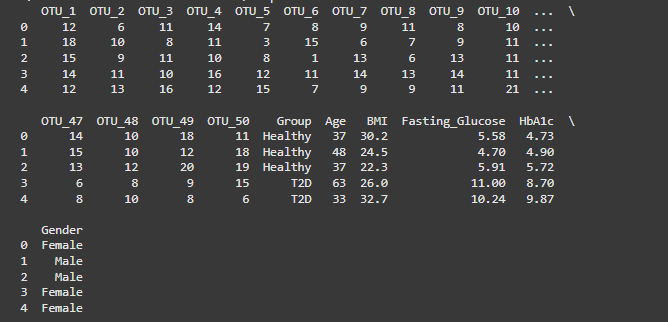 OTU_1 OTU_2 OTU_3 OTU_4 OTU_5 OTU_6 OTU_7 OTU_8 OTU_9 OTU_10 ... \
0 12 6 11 14 7 8 9 11 8 10 ...
1 18 10 8 11 3 15 6 7 9 11 ...
2 15 9 11 10 8 1 13 6 13 11 ...
3 14 11 10 16 12 11 14 13 14 11 ...
4 12 13 16 12 15 7 9 9 11 21 ...
OTU_47 OTU_48 OTU_49 OTU_50 Group Age BMI Fasting_Glucose HbA1c \
0 14 10 18 11 Healthy 37 30.2 5.58 4.73
1 15 10 12 18 Healthy 48 24.5 4.70 4.90
2 13 12 20 19 Healthy 37 22.3 5.91 5.72
3 6 8 9 15 T2D 63 26.0 11.00 8.70
4 8 10 8 6 T2D 33 32.7 10.24 9.87
Gender
0 Female
1 Male
2 Male
3 Female
4 Female